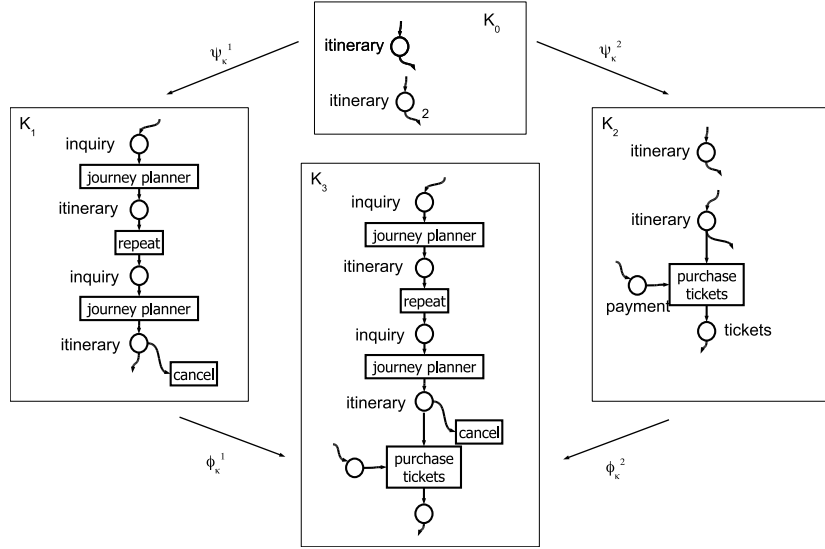 K0
itinerary
itinerary
2
ψκ1
ψκ2
K1
inquiry
journey planner
itinerary
repeat
inquiry
journey planner
itinerary
cancel
K2
itinerary
itinerary
purchase
tickets
payment
tickets
K3
inquiry
journey planner
itinerary
repeat
inquiry
journey planner
itinerary
cancel
purchase
tickets
ϕκ1
ϕκ2